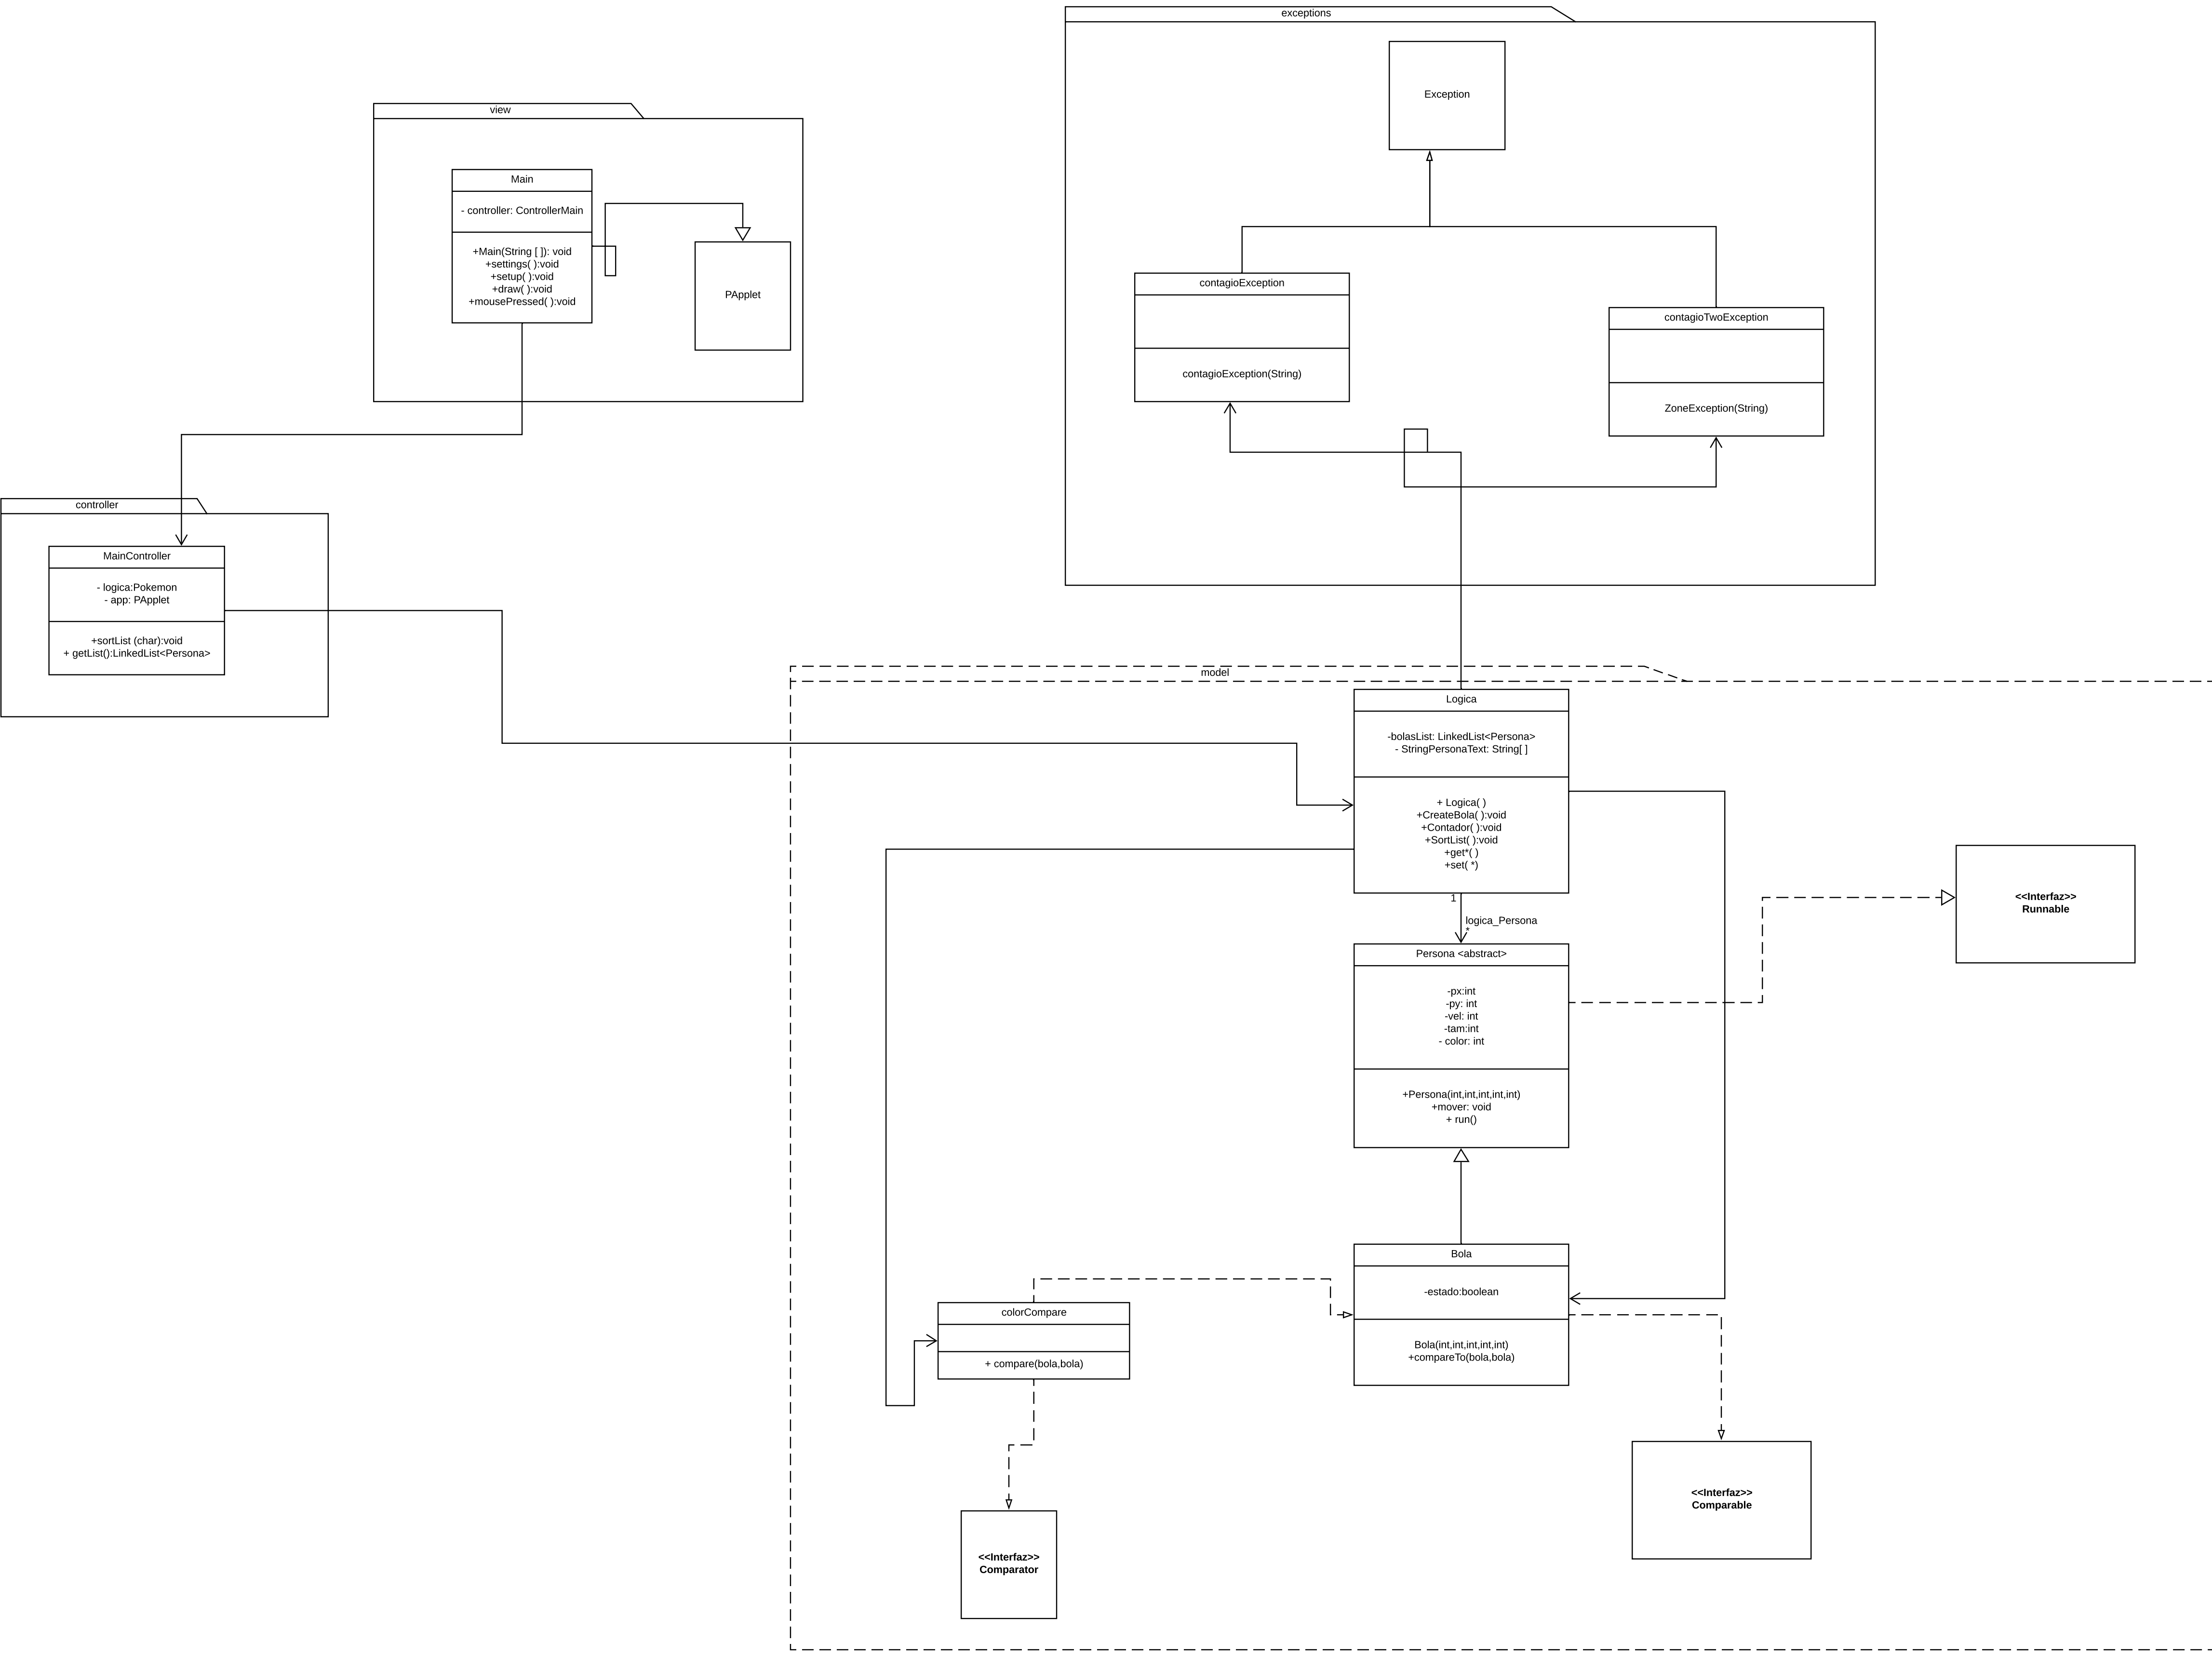 exceptions
Exception
view
Main
- controller: ControllerMain
+Main(String [ ]): void
+settings( ):void
+setup( ):void
+draw( ):void
+mousePressed( ):void
PApplet
contagioException
contagioException(String)
contagioTwoException
ZoneException(String)
controller
MainController
- logica:Pokemon
- app: PApplet
+sortList (char):void
+ getList():LinkedList<Persona>
model
Logica
-bolasList: LinkedList<Persona>
- StringPersonaText: String[ ]
+ Logica( )
+CreateBola( ):void
+Contador( ):void
+SortList( ):void
+get*( )
+set( *)
1
logica_Persona
*
<<Interfaz>>
Runnable
Persona <abstract>
-px:int
-py: int
-vel: int
-tam:int
- color: int
+Persona(int,int,int,int,int)
+mover: void
+ run()
Bola
-estado:boolean
Bola(int,int,int,int,int)
+compareTo(bola,bola)
colorCompare
+ compare(bola,bola)
<<Interfaz>>
Comparable
<<Interfaz>>
Comparator